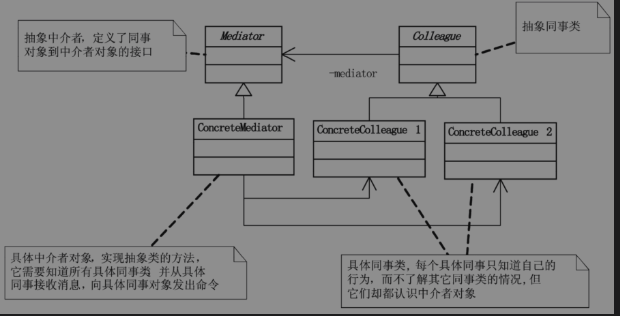 抽象中介者，定义了同事
对象到中介者对象的接口
Mediator
Colleague
抽象同事类
-mediator
ConcreteMediator
ConcreteColleague 1
ConcreteColleague 2
具体中介者对象，实现抽象类的方法，
它需要知道所有具体同事类 并从具体
同事接收消息，向具体同事对象发出命令
具体同事类，每个具体同事只知道自己的
行为，而不了解其它同事类的情况，但
它们却都认识中介者对象